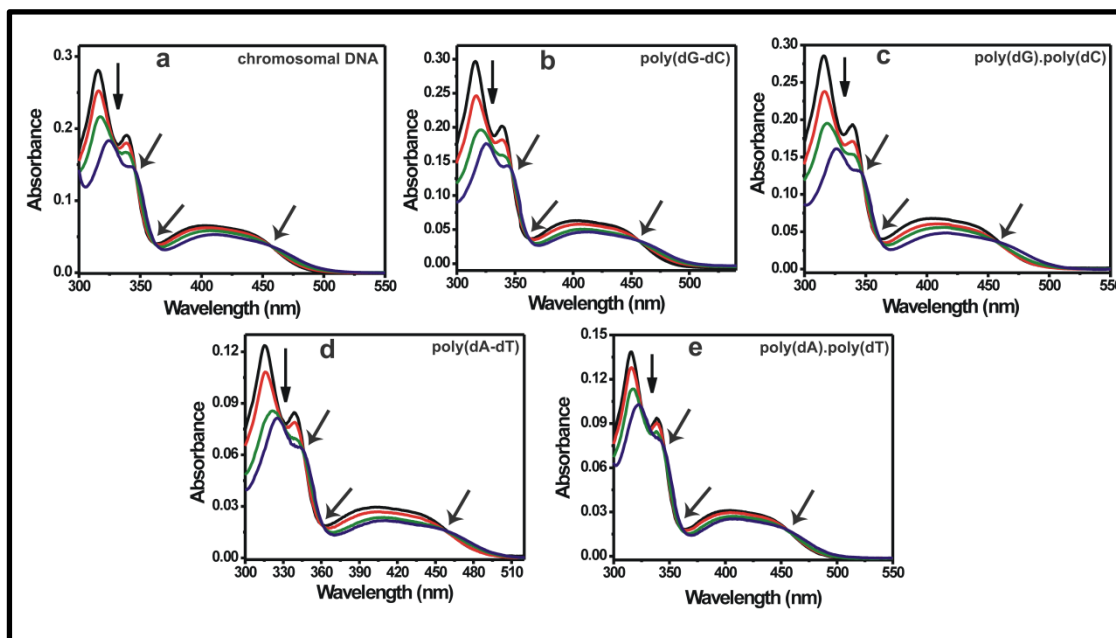 a
chromosomal DNA
0.3
0.2
0.1
0.0
Absorbance
300 350 400 450 500 550
Wavelength (nm)
b
poly(dG-dC)
0.30
0.25
0.20
0.15
0.10
0.05
0.00
Absorbance
300 350 400 450 500
Wavelength (nm)
c
poly(dG).poly(dC)
0.30
0.25
0.20
0.15
0.10
0.05
0.00
Absorbance
300 350 400 450 500 550
Wavelength (nm)
d
poly(dA-dT)
0.12
0.09
0.06
0.03
0.00
Absorbance
300 330 360 390 420 450 480 510
Wavelength (nm)
e
poly(dA).poly(dT)
0.15
0.12
0.09
0.06
0.03
0.00
Absorbance
300 350 400 450 500 550
Wavelength (nm)